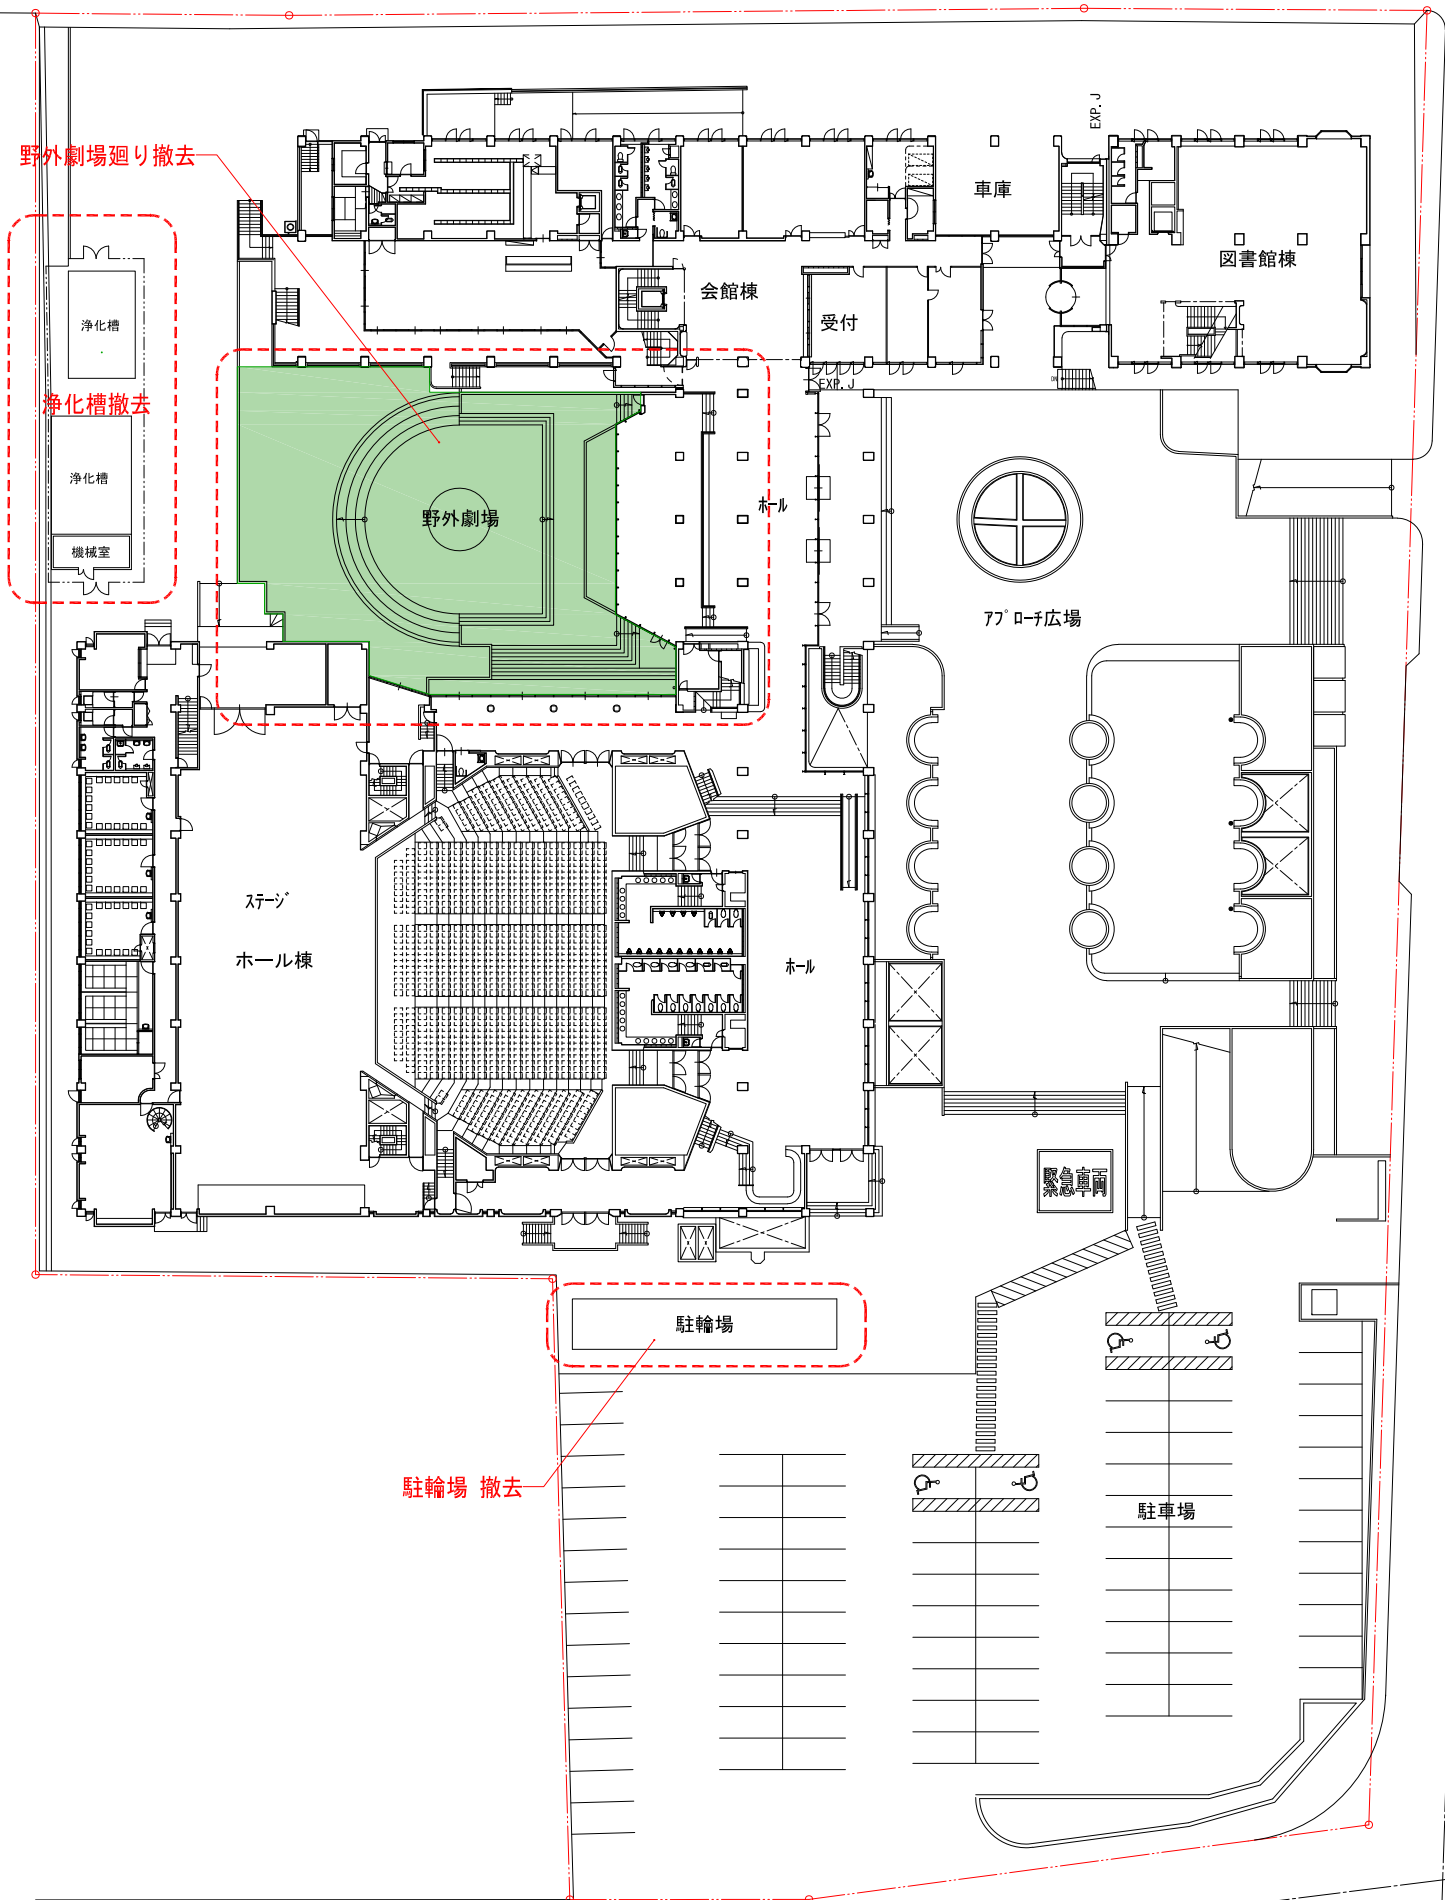 EXP.J
野外劇場廻り撤去
車庫
図書館棟
会館棟
受付
浄化槽
EXP.J
DN
浄化槽撤去
浄化槽
ホール
野外劇場
機械室
アプローチ広場
ステージ
ホール棟
ホール
緊急車両
駐輪場
駐輪場 撤去
駐車場